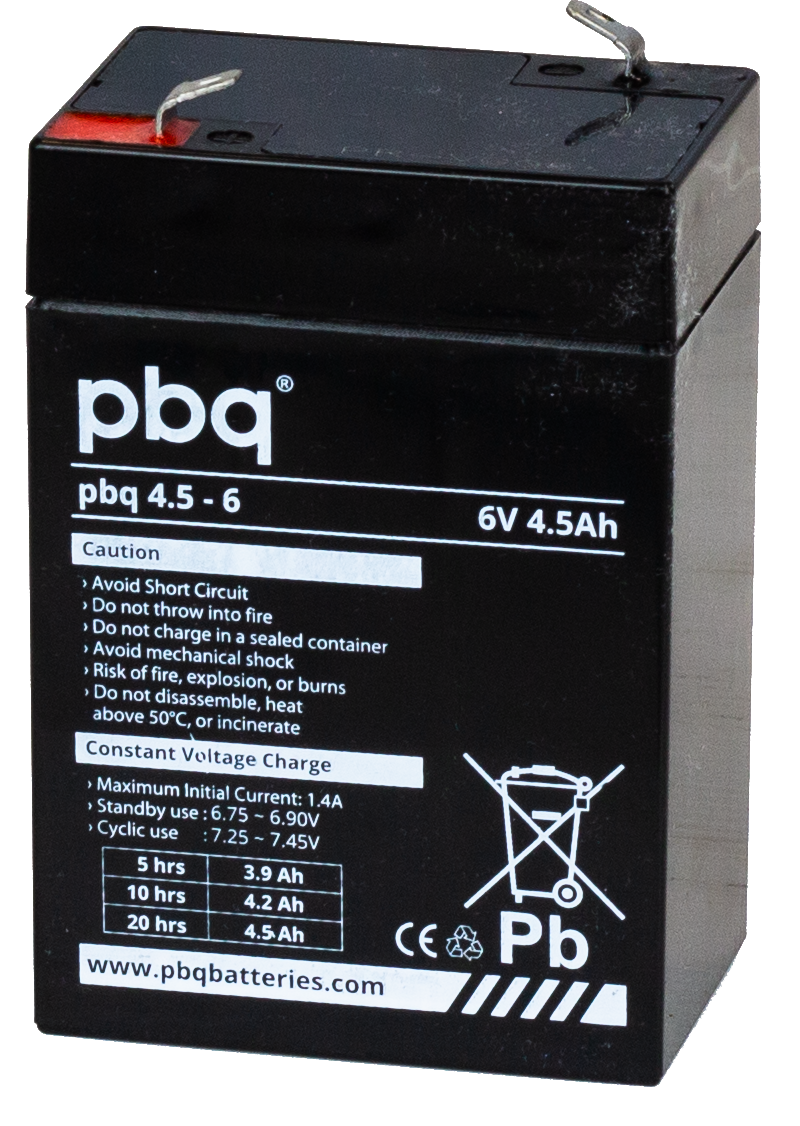 pbq®
pbq 4.5 - 6
6V 4.5Ah
Caution
› Avoid Short Circuit
› Do not throw into fire
› Do not charge in a sealed container
› Avoid mechanical shock
› Risk of fire, explosion, or burns
› Do not disassemble, heat
above 50°C, or incinerate
Constant Voltage Charge
› Maximum Initial Current: 1.4A
› Standby use : 6.75 ~ 6.90V
› Cyclic use : 7.25 ~ 7.45V
5 hrs 3.9 Ah
10 hrs 4.2 Ah
20 hrs 4.5 Ah
CE Pb
www.pbqbatteries.com